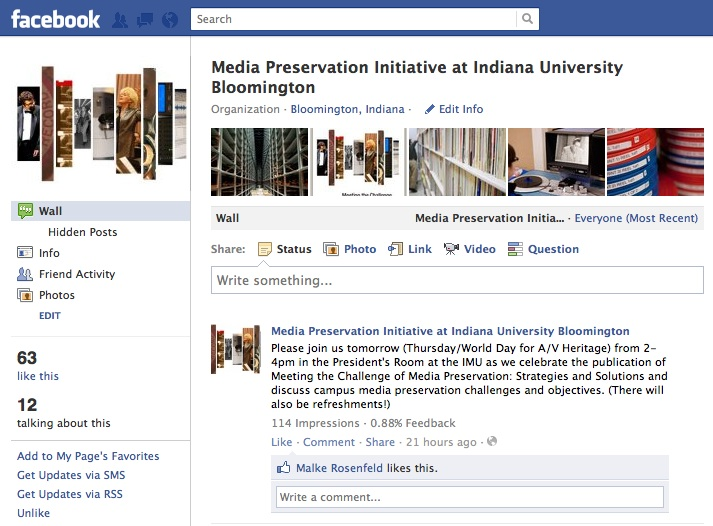 facebook
Search
Media Preservation Initiative at Indiana University
Bloomington
Organization · Bloomington, Indiana · Edit Info
Meeting the Challenge
Wall
Hidden Posts
Info
Friend Activity
Photos
EDIT
63
like this
12
talking about this
Add to My Page's Favorites
Get Updates via SMS
Get Updates via RSS
Unlike
Wall Media Preservation Initia... · Everyone (Most Recent)
Share: Status Photo Link Video Question
Write something...
Media Preservation Initiative at Indiana University Bloomington
Please join us tomorrow (Thursday/World Day for A/V Heritage) from 2-
4pm in the President's Room at the IMU as we celebrate the publication of
Meeting the Challenge of Media Preservation: Strategies and Solutions and
discuss campus media preservation challenges and objectives. (There will
also be refreshments!)
114 Impressions · 0.88% Feedback
Like · Comment · Share · 21 hours ago ·
Malke Rosenfeld likes this.
Write a comment...